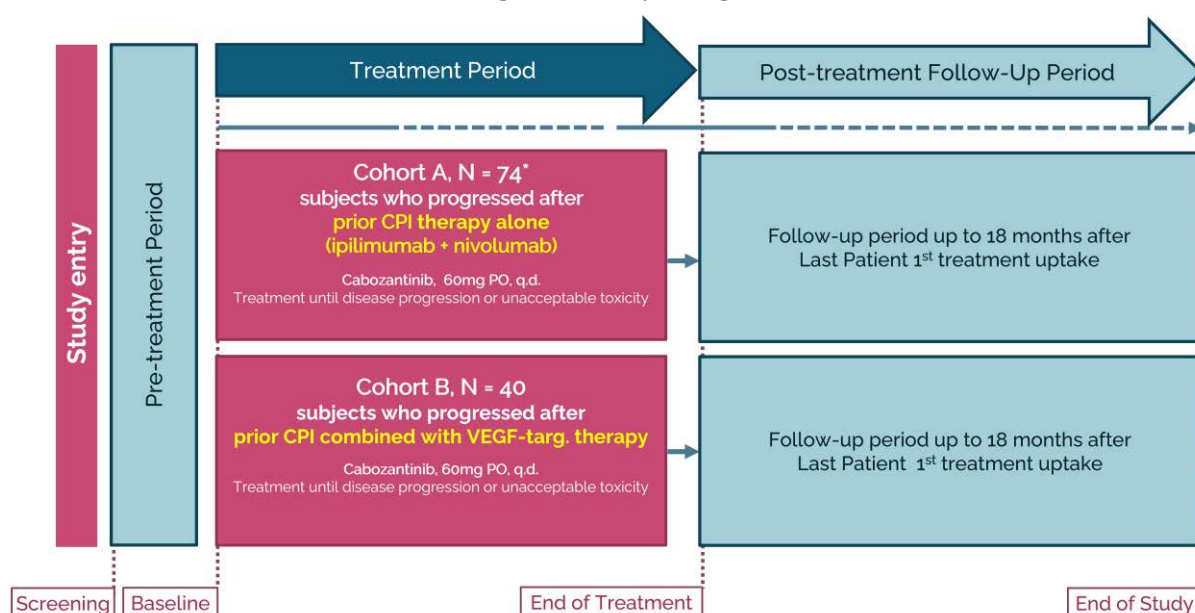 Treatment Period
Post-treatment Follow-Up Period
Study entry
Pre-treatment Period
Cohort A, N = 74*
subjects who progressed after
prior CPI therapy alone
(ipilimumab + nivolumab)
Cabozantinib, 60mg PO, q.d.
Treatment until disease progression or unacceptable toxicity
Follow-up period up to 18 months after
Last Patient 1st treatment uptake
Cohort B, N = 40
subjects who progressed after
prior CPI combined with VEGF-targ. therapy
Cabozantinib, 60mg PO, q.d.
Treatment until disease progression or unacceptable toxicity
Follow-up period up to 18 months after
Last Patient 1st treatment uptake
Screening
Baseline
End of Treatment
End of Study